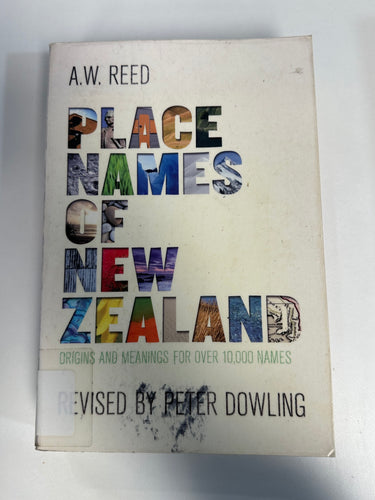 A.W. REED
PLACE
NAMES
OF
NEW
ZEALAND
ORIGINS AND MEANINGS FOR OVER 10,000 NAMES
REVISED BY PETER DOWLING